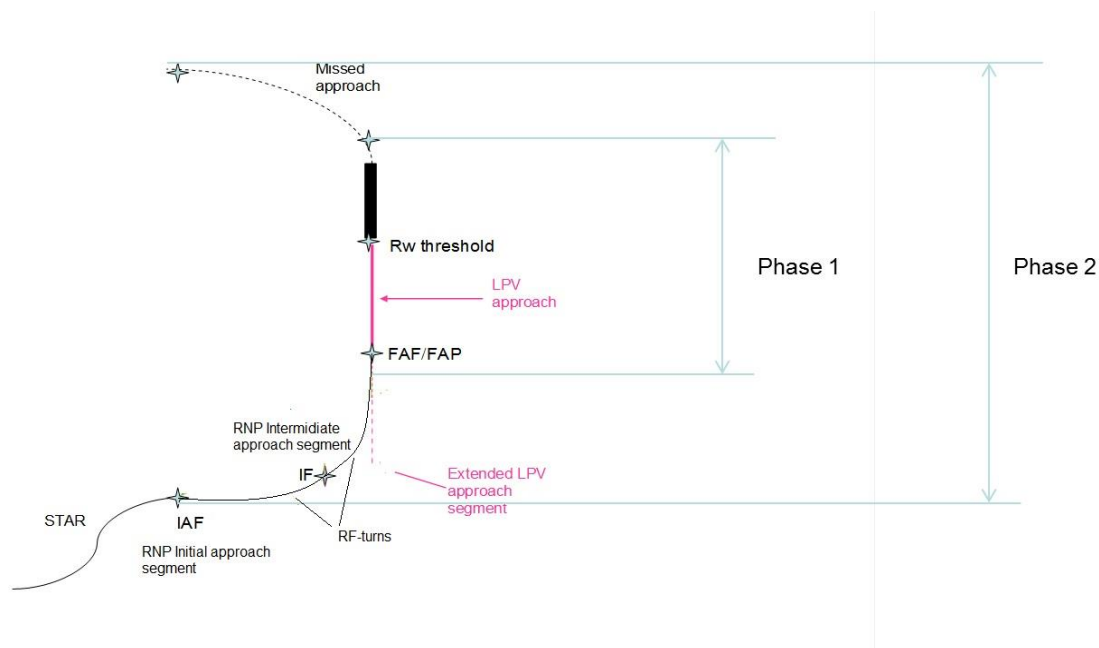 Missed
approach
Rw threshold
Phase 1
Phase 2
LPV
approach
FAF/FAP
RNP Intermidiate
approach segment
IF
Extended LPV
approach
segment
STAR
IAF
RF-turns
RNP Initial approach
segment